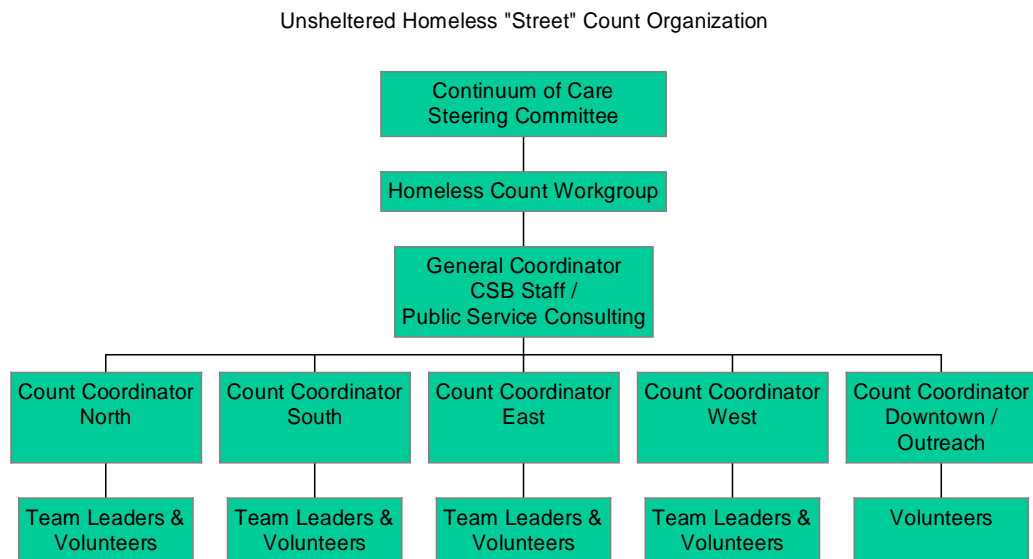 Unsheltered Homeless "Street" Count Organization
Continuum of Care
Steering Committee
Homeless Count Workgroup
General Coordinator
CSB Staff /
Public Service Consulting
Count Coordinator
North
Count Coordinator
South
Count Coordinator
East
Count Coordinator
West
Count Coordinator
Downtown /
Outreach
Team Leaders &
Volunteers
Team Leaders &
Volunteers
Team Leaders &
Volunteers
Team Leaders &
Volunteers
Volunteers